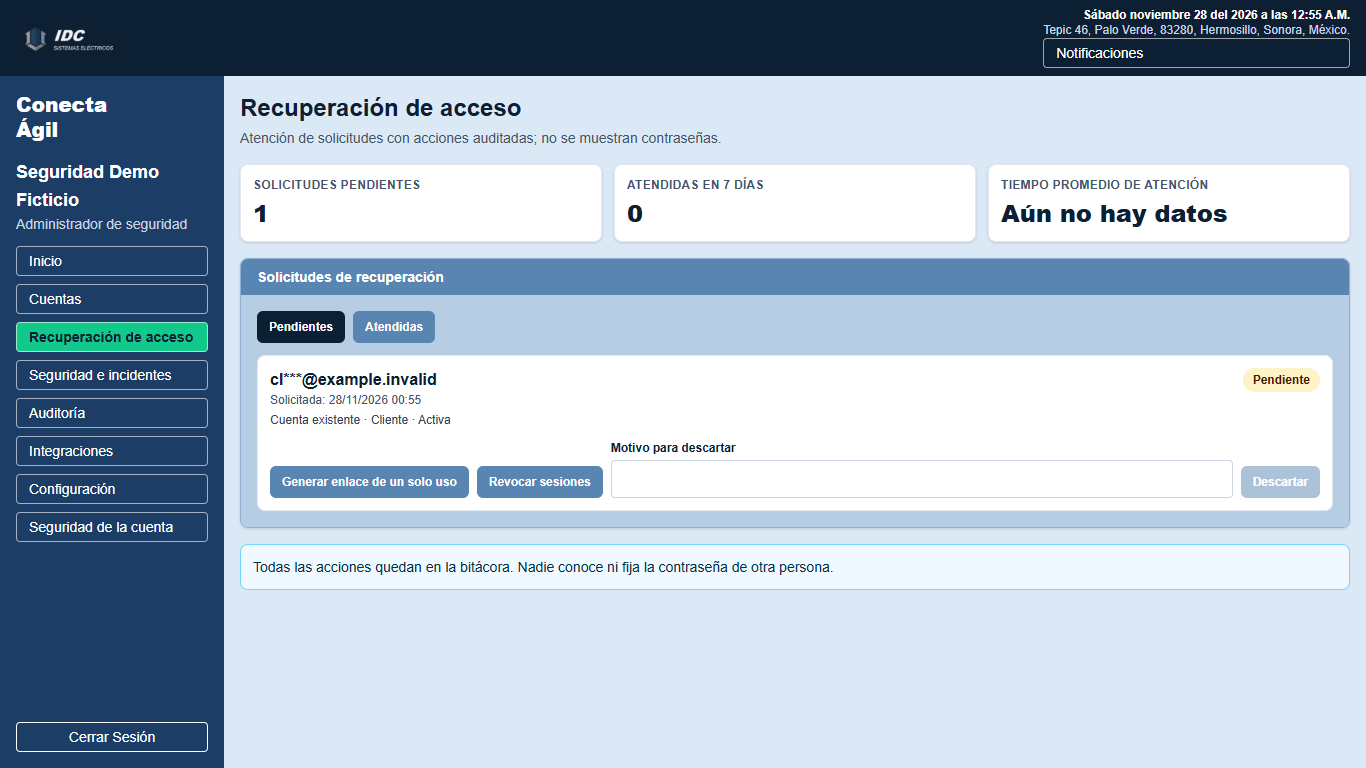 IDC
SISTEMAS ELÉCTRICOS
Sábado noviembre 28 del 2026 a las 12:55 A.M.
Tepic 46, Palo Verde, 83280, Hermosillo, Sonora, México.
Notificaciones
Conecta
Ágil
Seguridad Demo
Ficticio
Administrador de seguridad
Inicio
Cuentas
Recuperación de acceso
Seguridad e incidentes
Auditoría
Integraciones
Configuración
Seguridad de la cuenta
Cerrar Sesión
Recuperación de acceso
Atención de solicitudes con acciones auditadas; no se muestran contraseñas.
SOLICITUDES PENDIENTES
1
ATENDIDAS EN 7 DÍAS
0
TIEMPO PROMEDIO DE ATENCIÓN
Aún no hay datos
Solicitudes de recuperación
Pendientes
Atendidas
cl***@example.invalid
Pendiente
Solicitada: 28/11/2026 00:55
Cuenta existente · Cliente · Activa
Motivo para descartar
Generar enlace de un solo uso
Revocar sesiones
Descartar
Todas las acciones quedan en la bitácora. Nadie conoce ni fija la contraseña de otra persona.